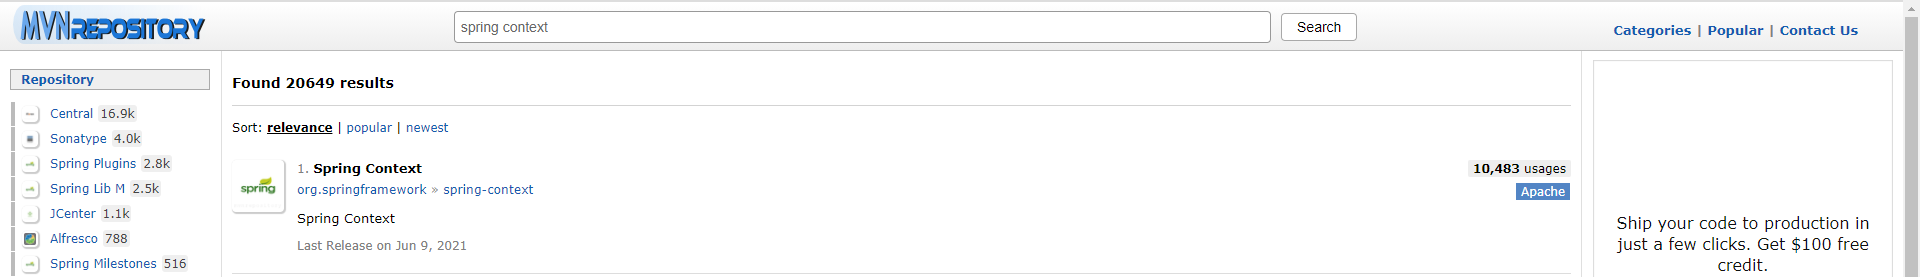 MVNREPOSITORY
spring context
Search
Categories | Popular | Contact Us
Repository
Central 16.9k
Sonatype 4.0k
Spring Plugins 2.8k
Spring Lib M 2.5k
JCenter 1.1k
Alfresco 788
Spring Milestones 516
Found 20649 results
Sort: relevance | popular | newest
spring
1. Spring Context
10,483 usages
org.springframework » spring-context
Apache
Spring Context
Last Release on Jun 9, 2021
Ship your code to production in
just a few clicks. Get $100 free
credit.